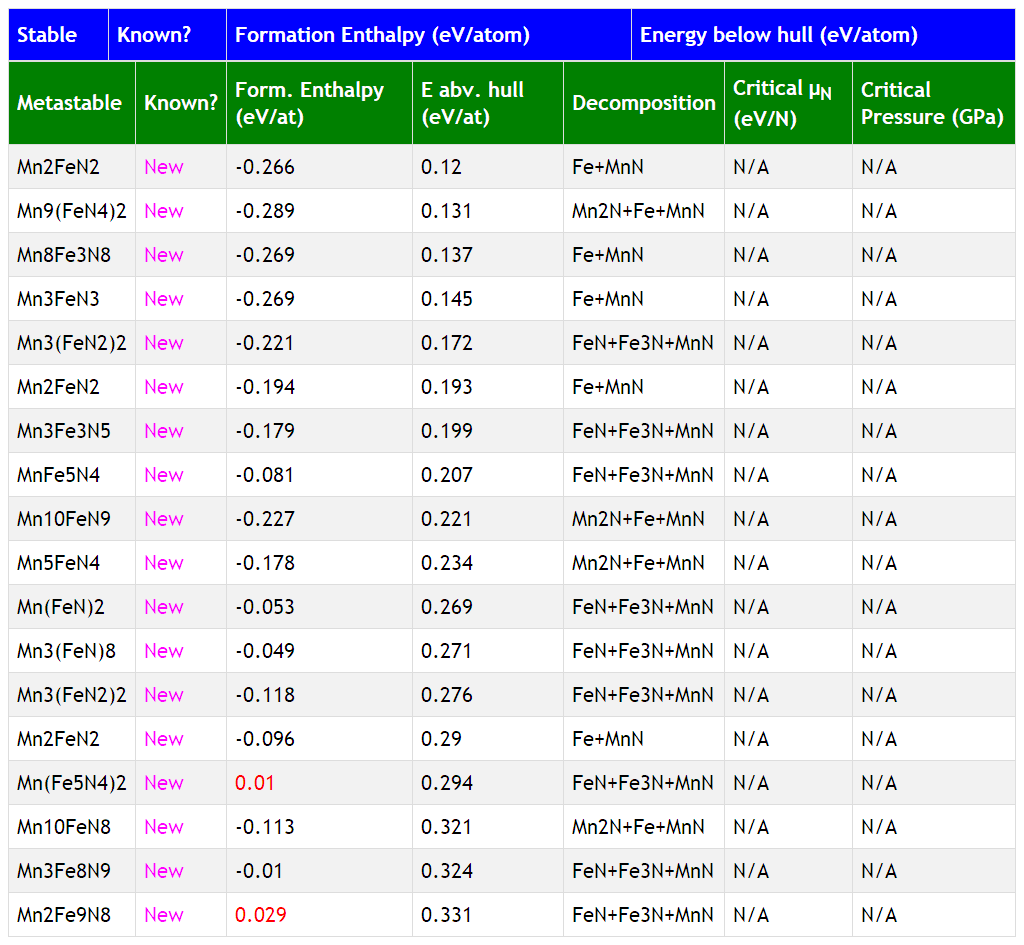 Stable Known? Formation Enthalpy (eV/atom) Energy below hull (eV/atom)
Metastable Known? Form. Enthalpy (eV/at) E abv. hull (eV/at) Decomposition Critical μN (eV/N) Critical Pressure (GPa)
Mn2FeN2 New -0.266 0.12 Fe+MnN N/A N/A
Mn9(FeN4)2 New -0.289 0.131 Mn2N+Fe+MnN N/A N/A
Mn8Fe3N8 New -0.269 0.137 Fe+MnN N/A N/A
Mn3FeN3 New -0.269 0.145 Fe+MnN N/A N/A
Mn3(FeN2)2 New -0.221 0.172 FeN+Fe3N+MnN N/A N/A
Mn2FeN2 New -0.194 0.193 Fe+MnN N/A N/A
Mn3Fe3N5 New -0.179 0.199 FeN+Fe3N+MnN N/A N/A
MnFe5N4 New -0.081 0.207 FeN+Fe3N+MnN N/A N/A
Mn10FeN9 New -0.227 0.221 Mn2N+Fe+MnN N/A N/A
Mn5FeN4 New -0.178 0.234 Mn2N+Fe+MnN N/A N/A
Mn(FeN)2 New -0.053 0.269 FeN+Fe3N+MnN N/A N/A
Mn3(FeN)8 New -0.049 0.271 FeN+Fe3N+MnN N/A N/A
Mn3(FeN2)2 New -0.118 0.276 FeN+Fe3N+MnN N/A N/A
Mn2FeN2 New -0.096 0.29 Fe+MnN N/A N/A
Mn(Fe5N4)2 New 0.01 0.294 FeN+Fe3N+MnN N/A N/A
Mn10FeN8 New -0.113 0.321 Mn2N+Fe+MnN N/A N/A
Mn3Fe8N9 New -0.01 0.324 FeN+Fe3N+MnN N/A N/A
Mn2Fe9N8 New 0.029 0.331 FeN+Fe3N+MnN N/A N/A